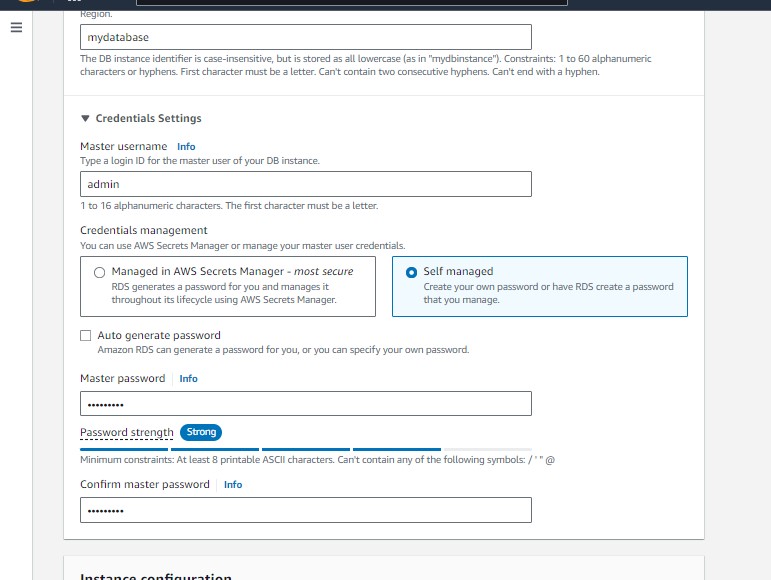 Region.
mydatabase
The DB instance identifier is case-insensitive, but is stored as all lowercase (as in "mydbinstance"). Constraints: 1 to 60 alphanumeric
characters or hyphens. First character must be a letter. Can't contain two consecutive hyphens. Can't end with a hyphen.
Credentials Settings
Master username Info
Type a login ID for the master user of your DB instance.
admin
1 to 16 alphanumeric characters. The first character must be a letter.
Credentials management
You can use AWS Secrets Manager or manage your master user credentials.
Managed in AWS Secrets Manager - most secure
RDS generates a password for you and manages it
throughout its lifecycle using AWS Secrets Manager.
Self managed
Create your own password or have RDS create a password
that you manage.
Auto generate password
Amazon RDS can generate a password for you, or you can specify your own password.
Master password Info
•••••••••
Password strength Strong
Minimum constraints: At least 8 printable ASCII characters. Can't contain any of the following symbols: / ' " @
Confirm master password Info
•••••••••
Instance configuration